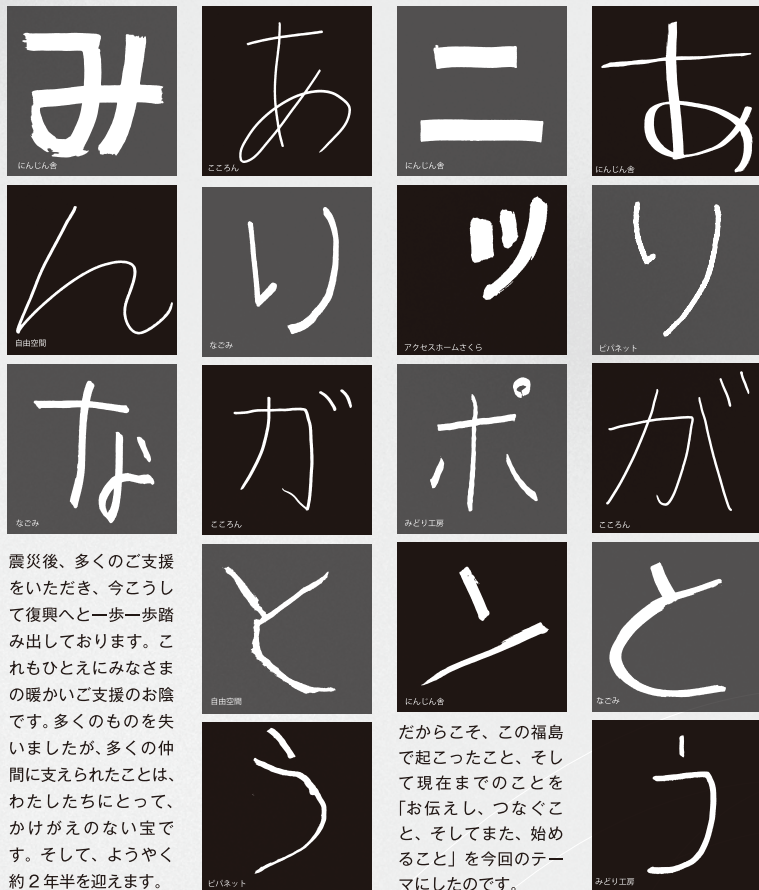 あ
にんじん舎
り
ビバネット
が
こころん
と
なごみ
う
みどり工房
ニ
にんじん舎
ッ
アクセスホームさくら
ポ
みどり工房
ン
にんじん舎
だからこそ、この福島
で起こったこと、そし
て現在までのことを
「お伝えし、つなぐこ
と、そしてまた、始め
ること」を今回のテー
マにしたのです。
あ
こころん
り
なごみ
ガ
こころん
と
自由空間
う
ビバネット
み
にんじん舎
ん
自由空間
な
なごみ
震災後、多くのご支援
をいただき、今こうし
て復興へと一歩一歩踏
み出しております。こ
れもひとえにみなさま
の暖かいご支援のお陰
です。多くのものを失
いましたが、多くの仲
間に支えられたことは、
わたしたちにとって、
かけがえのない宝で
す。そして、ようやく
約２年半を迎えます。